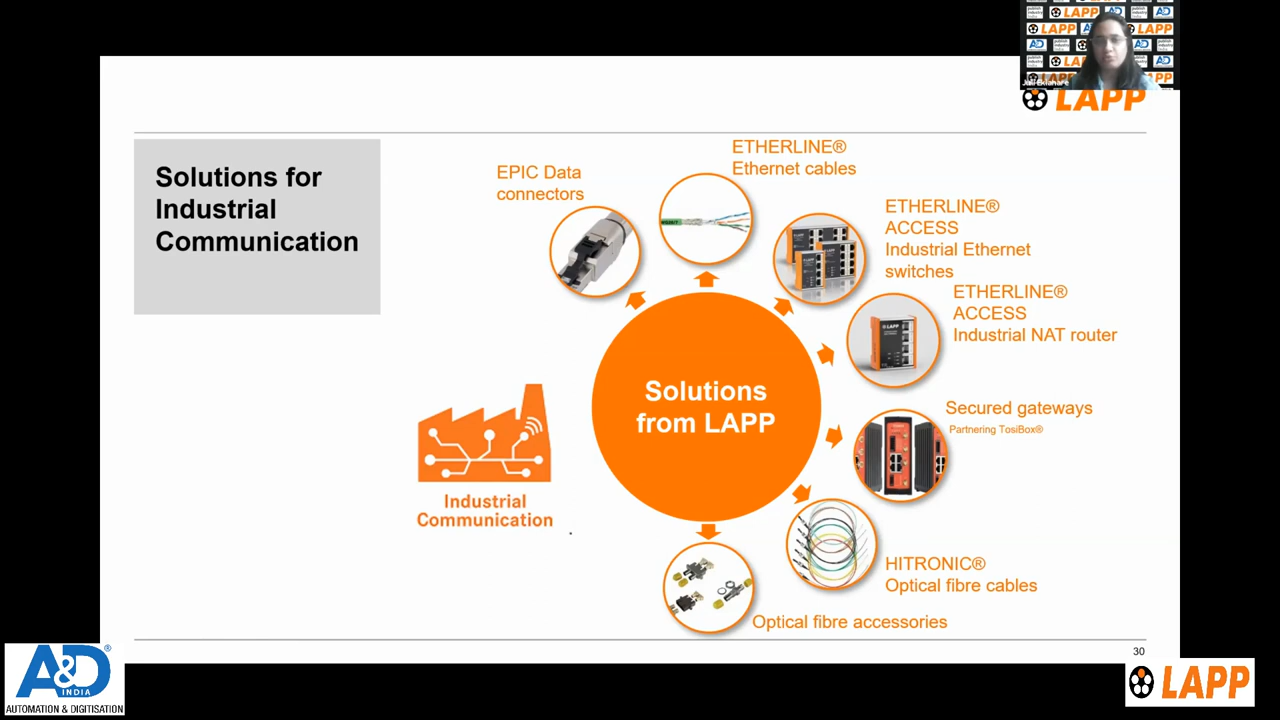 LAPP
Solutions for
Industrial
Communication
EPIC Data
connectors
ETHERLINE®
Ethernet cables
ETHERLINE®
ACCESS
Industrial Ethernet
switches
ETHERLINE®
ACCESS
Industrial NAT router
Secured gateways
Partnering TosiBox®
HITRONIC®
Optical fibre cables
Optical fibre accessories
Solutions
from LAPP
Industrial
Communication
30
A&D®
INDIA
AUTOMATION & DIGITISATION
LAPP